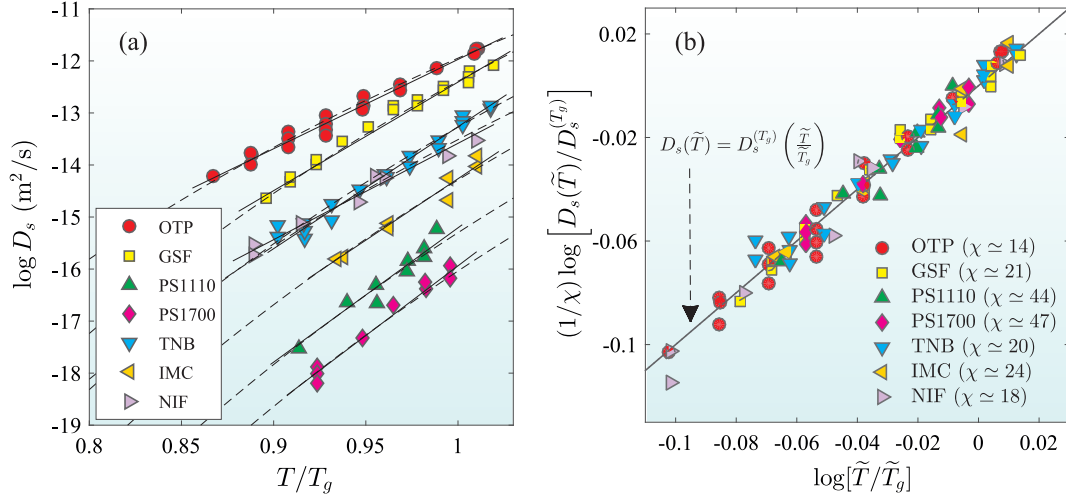 (a)
log D_s (m²/s)
-11
-12
-13
-14
-15
-16
-17
-18
-19
OTP
GSF
PS1110
PS1700
TNB
IMC
NIF
0.8
0.85
0.9
0.95
1
T/T_g
(b)
(1/χ) log [D_s(T̃)/D_s^(T_g)]
0.02
-0.02
-0.06
-0.1
D_s(T̃) = D_s^(T_g) (T̃/T̃_g)
OTP (χ ≃ 14)
GSF (χ ≃ 21)
PS1110 (χ ≃ 44)
PS1700 (χ ≃ 47)
TNB (χ ≃ 20)
IMC (χ ≃ 24)
NIF (χ ≃ 18)
-0.1
-0.08
-0.06
-0.04
-0.02
0
0.02
log[T̃/T̃_g]